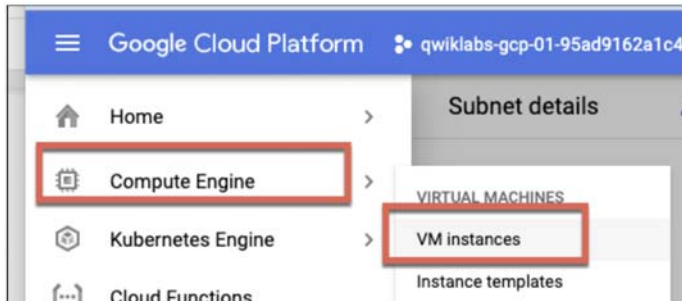 Google Cloud Platform
qwiklabs-gcp-01-95ad9162a1c4
Subnet details
Home
Compute Engine
VIRTUAL MACHINES
Kubernetes Engine
VM instances
Cloud Functions
Instance templates